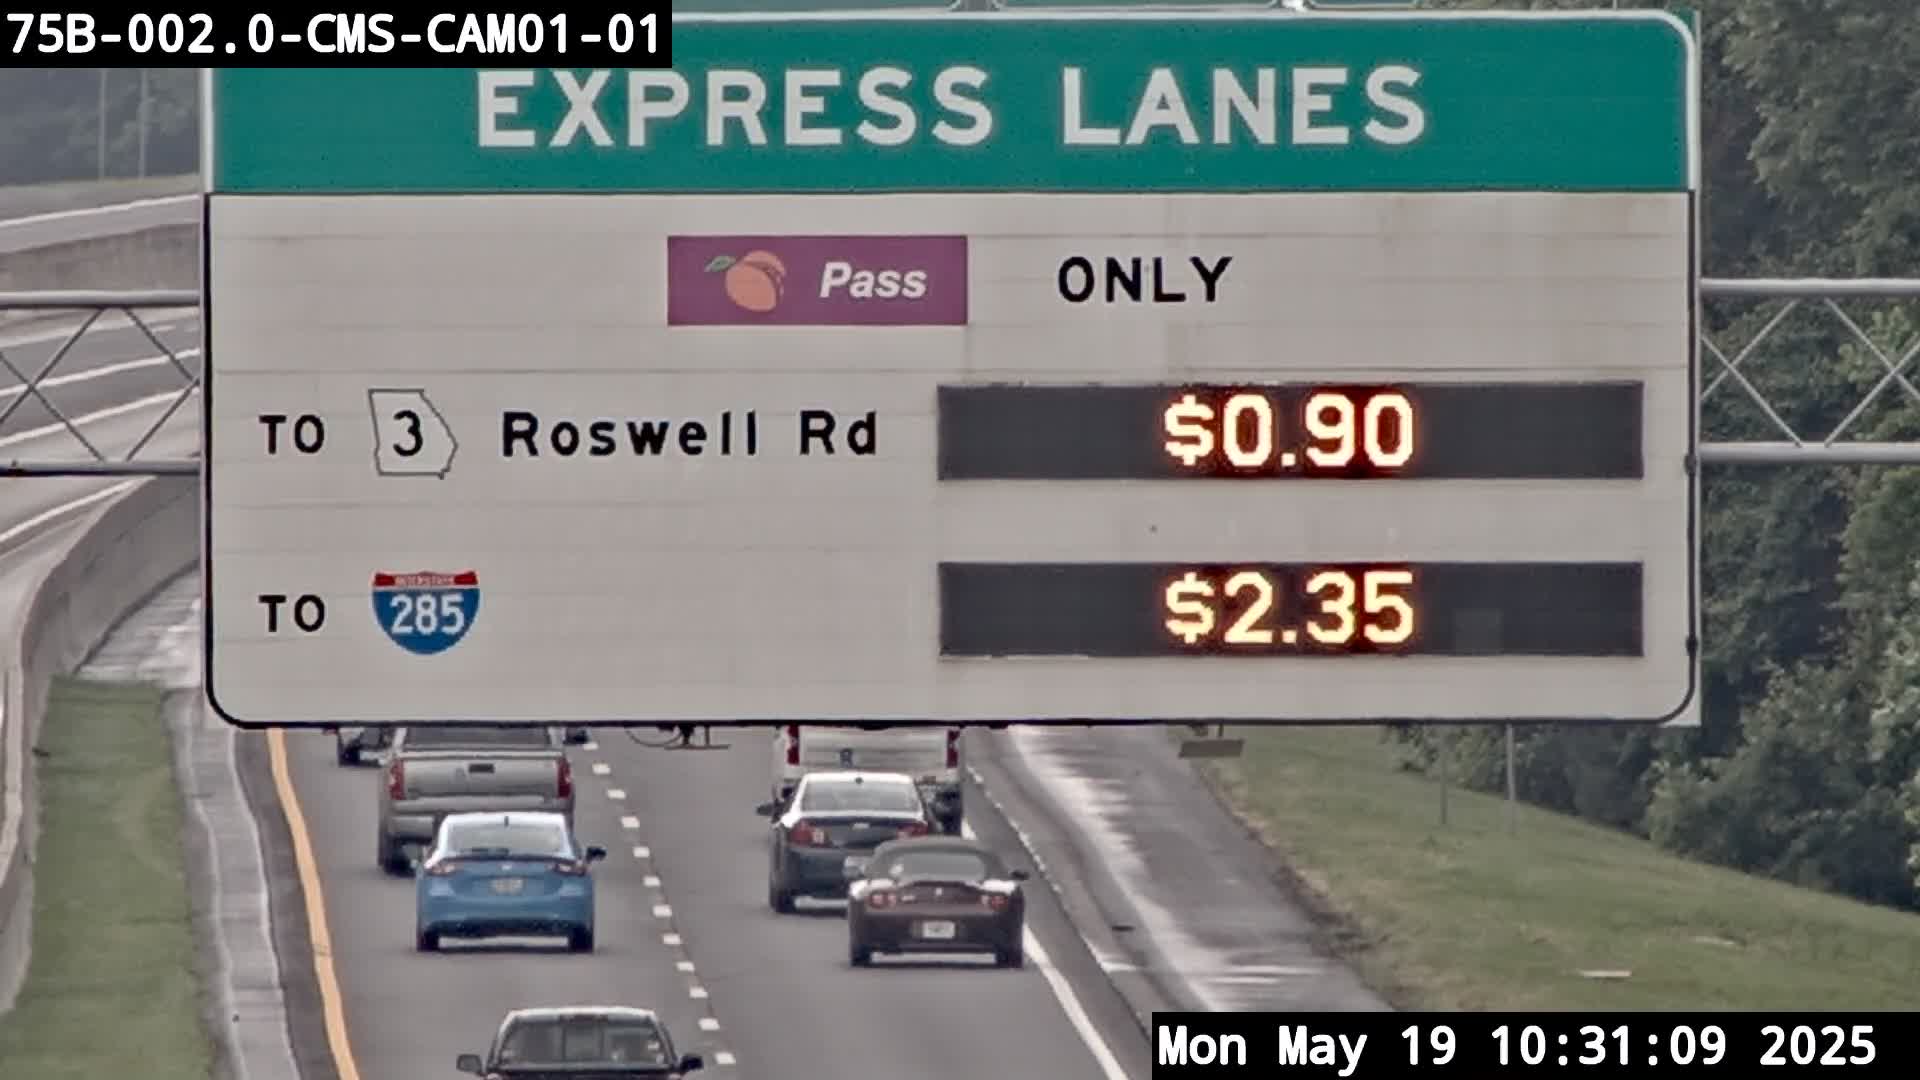 75B-002.0-CMS-CAM01-01
EXPRESS LANES
Pass ONLY
TO 3 Roswell Rd $0.90
TO INTERSTATE 285 $2.35
Mon May 19 10:31:09 2025